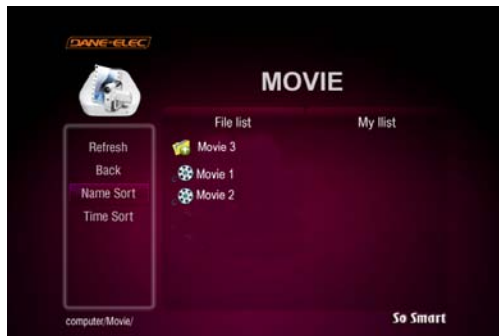 DANE-ELEC
MOVIE
File list
My llist
Refresh
Back
Name Sort
Time Sort
Movie 3
Movie 1
Movie 2
computer/Movie/
So Smart